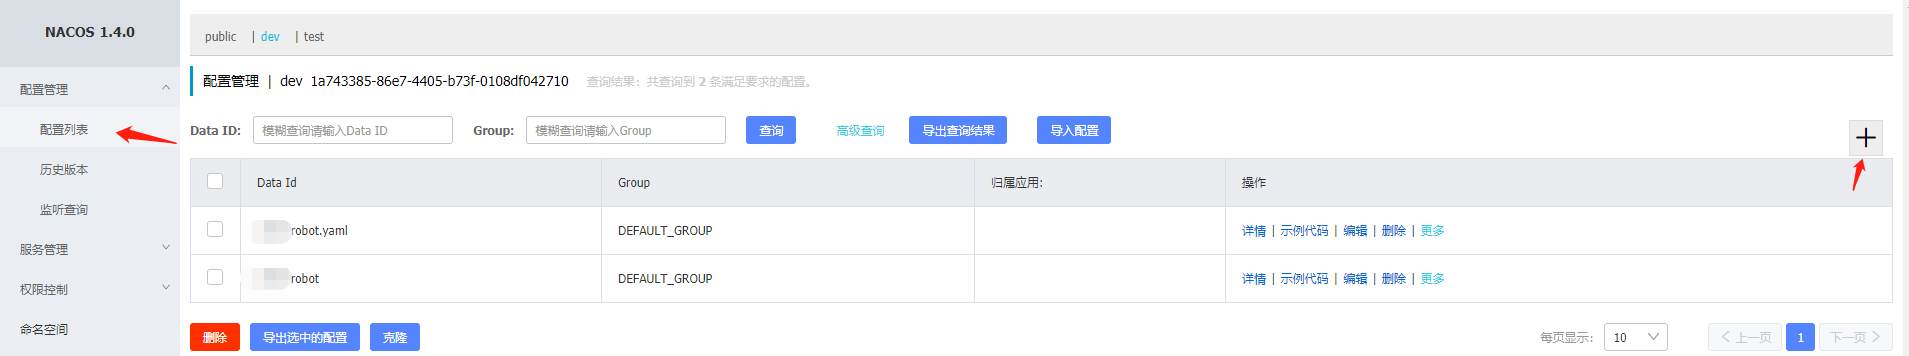 NACOS 1.4.0
配置管理
配置列表
历史版本
监听查询
服务管理
权限控制
命名空间
public | dev | test
配置管理 | dev 1a743385-86e7-4405-b73f-0108df042710 查询结果：共查询到 2 条满足要求的配置。
Data ID: 模糊查询请输入Data ID Group: 模糊查询请输入Group 查询 高级查询 导出查询结果 导入配置
Data Id Group 归属应用: 操作
robot.yaml DEFAULT_GROUP 详情 | 示例代码 | 编辑 | 删除 | 更多
robot DEFAULT_GROUP 详情 | 示例代码 | 编辑 | 删除 | 更多
删除 导出选中的配置 克隆 每页显示: 10 上一页 1 下一页